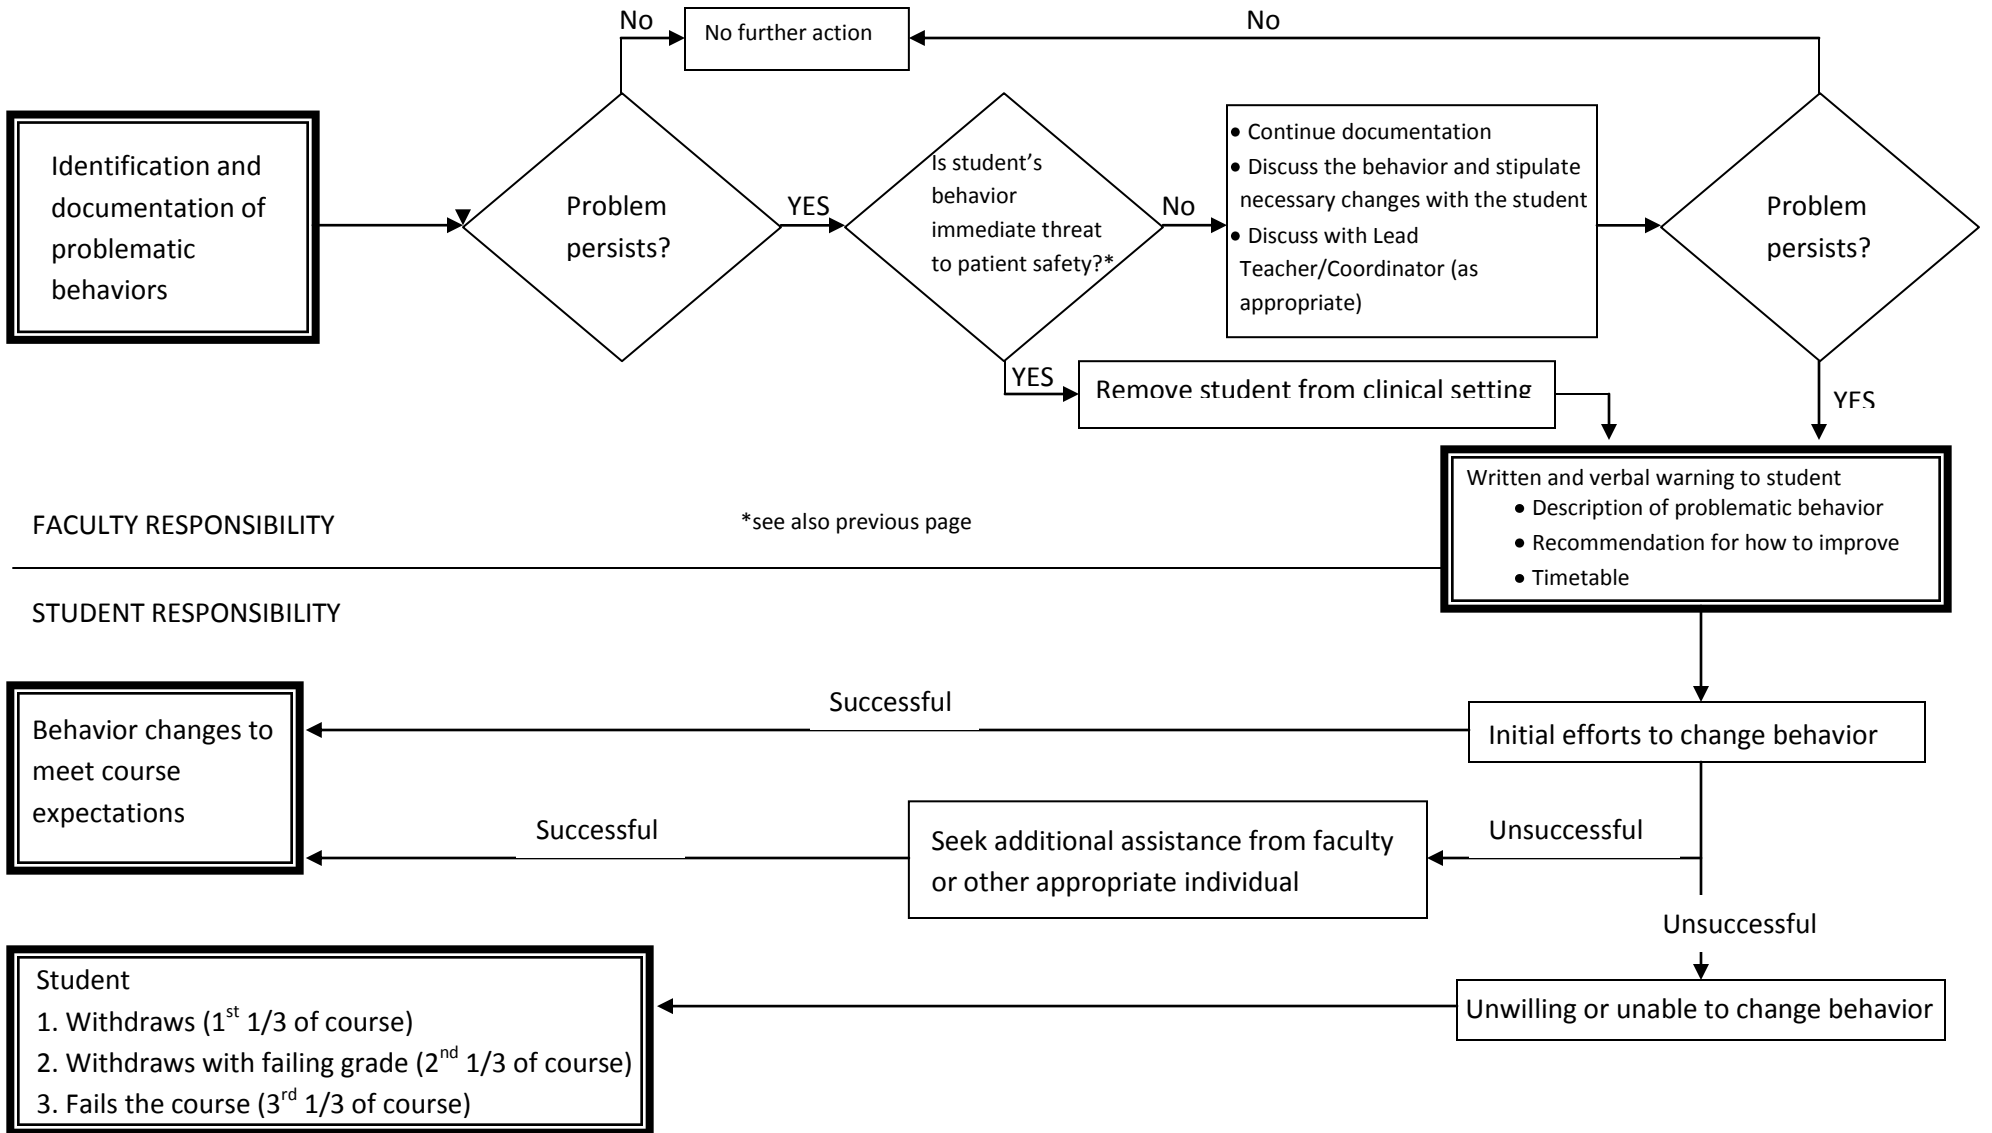 No
No further action
No
Identification and
documentation of
problematic
behaviors
Problem
persists?
YES
Is student’s
behavior
immediate threat
to patient safety?*
No
• Continue documentation
• Discuss the behavior and stipulate
necessary changes with the student
• Discuss with Lead
Teacher/Coordinator (as
appropriate)
Problem
persists?
YES
Remove student from clinical setting
YES
Written and verbal warning to student
• Description of problematic behavior
• Recommendation for how to improve
• Timetable
FACULTY RESPONSIBILITY
*see also previous page
STUDENT RESPONSIBILITY
Behavior changes to
meet course
expectations
Successful
Initial efforts to change behavior
Successful
Seek additional assistance from faculty
or other appropriate individual
Unsuccessful
Unsuccessful
Student
1. Withdraws (1st 1/3 of course)
2. Withdraws with failing grade (2nd 1/3 of course)
3. Fails the course (3rd 1/3 of course)
Unwilling or unable to change behavior